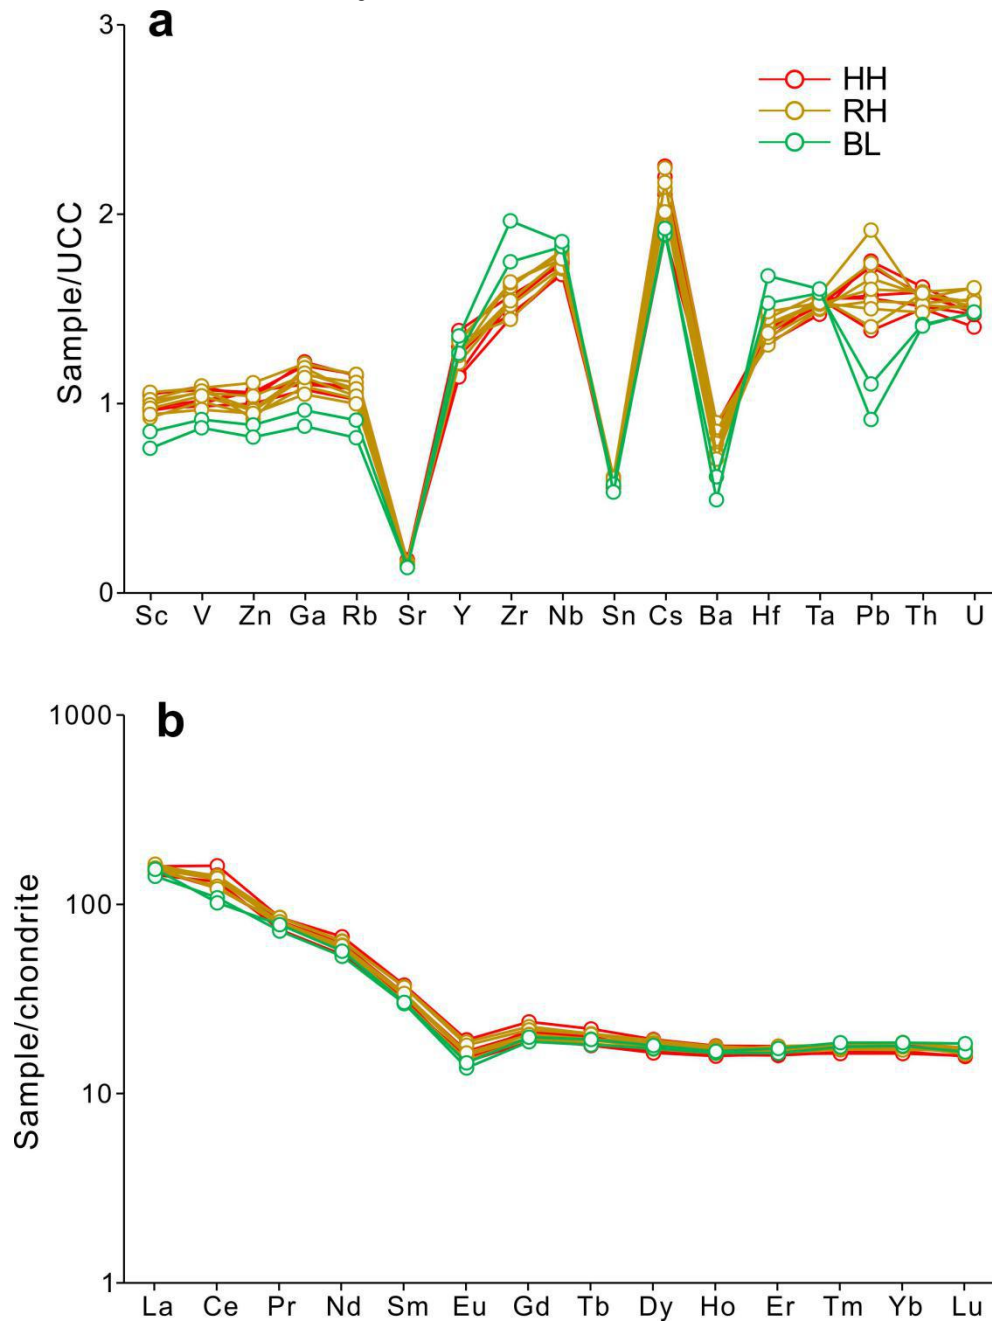 a
3
HH
RH
BL
2
Sample/UCC
1
0
Sc V Zn Ga Rb Sr Y Zr Nb Sn Cs Ba Hf Ta Pb Th U
b
1000
100
Sample/chondrite
10
1
La Ce Pr Nd Sm Eu Gd Tb Dy Ho Er Tm Yb Lu